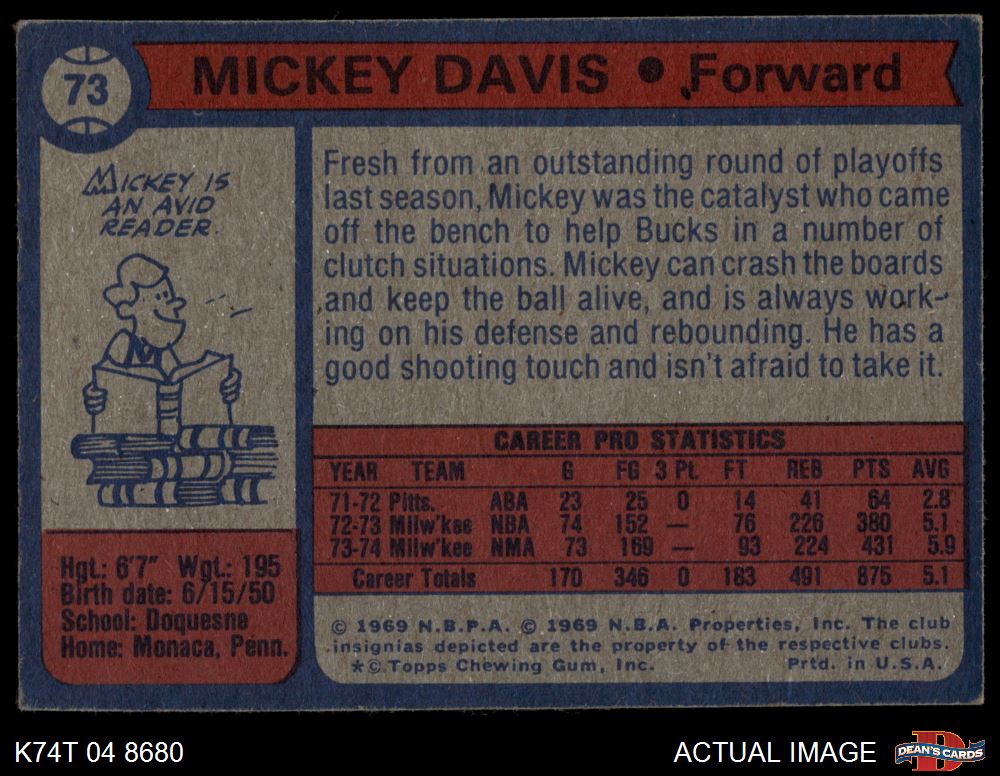 73
MICKEY DAVIS • Forward
MICKEY IS
AN AVID
READER.
Fresh from an outstanding round of playoffs
last season, Mickey was the catalyst who came
off the bench to help Bucks in a number of
clutch situations. Mickey can crash the boards
and keep the ball alive, and is always work-
ing on his defense and rebounding. He has a
good shooting touch and isn't afraid to take it.
CAREER PRO STATISTICS
YEAR TEAM G FG 3 Pt. FT REB PTS AVG
71-72 Pitts. ABA 23 25 0 14 41 64 2.8
72-73 Milw'kee NBA 74 152 — 76 226 380 5.1
73-74 Milw'kee NMA 73 169 — 93 224 431 5.9
Career Totals 170 346 0 183 491 875 5.1
Hgt.: 6'7" Wgt.: 195
Birth date: 6/15/50
School: Doquesne
Home: Monaca, Penn.
© 1969 N.B.P.A. © 1969 N.B.A. Properties, Inc. The club
insignias depicted are the property of the respective clubs.
*© Topps Chewing Gum, Inc. Prtd. in U.S.A.
K74T 04 8680
ACTUAL IMAGE
D
DEAN'S CARDS